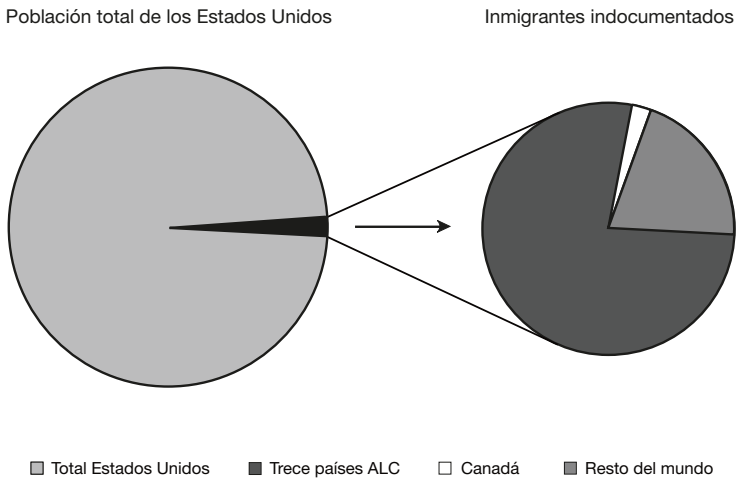 Población total de los Estados Unidos
Inmigrantes indocumentados
Total Estados Unidos
Trece países ALC
Canadá
Resto del mundo